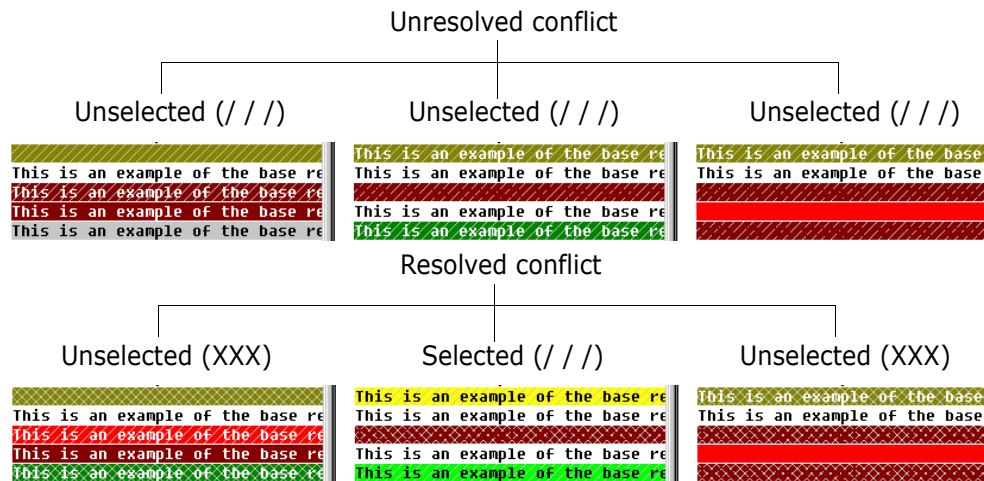 Unresolved conflict
Unselected (/ / /)
Unselected (/ / /)
Unselected (/ / /)
This is an example of the base re
This is an example of the base re
This is an example of the base re
This is an example of the base re
This is an example of the base re
This is an example of the base re
This is an example of the base re
This is an example of the base re
This is an example of the base
This is an example of the base
Resolved conflict
Unselected (XXX)
Selected (/ / /)
Unselected (XXX)
This is an example of the base re
This is an example of the base re
This is an example of the base re
This is an example of the base re
This is an example of the base re
This is an example of the base re
This is an example of the base re
This is an example of the base re
This is an example of the base
This is an example of the base